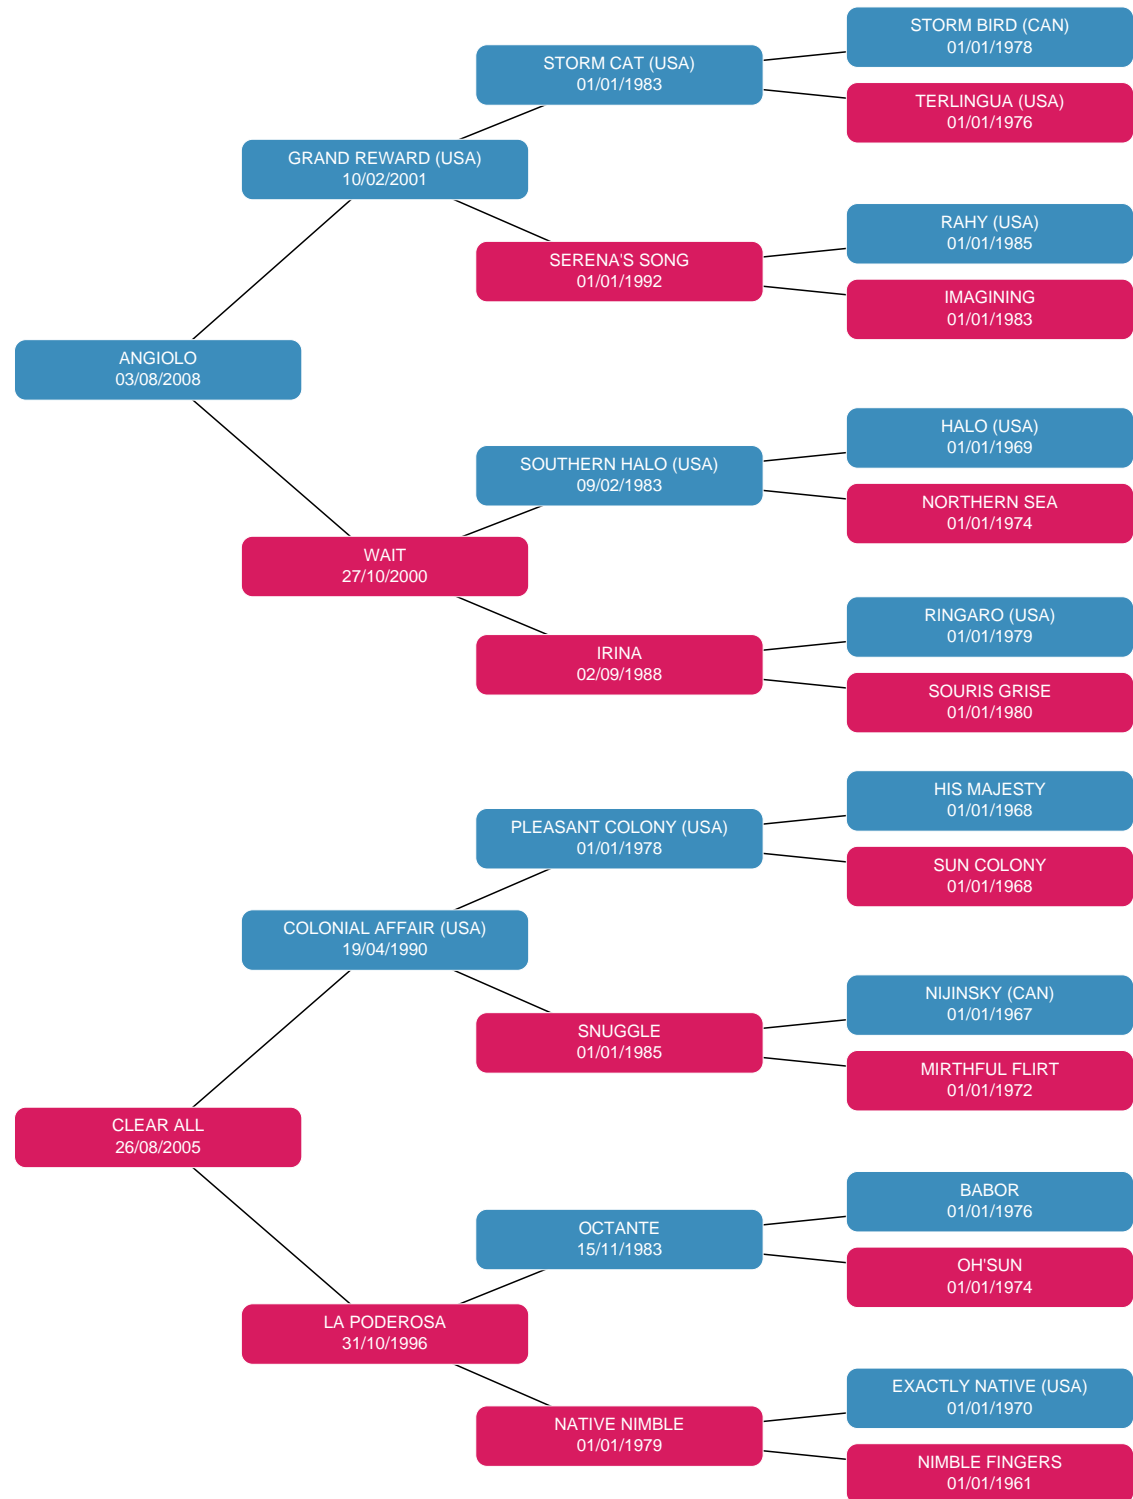 STORM BIRD (CAN)
01/01/1978
STORM CAT (USA)
01/01/1983
TERLINGUA (USA)
01/01/1976
GRAND REWARD (USA)
10/02/2001
RAHY (USA)
01/01/1985
SERENA'S SONG
01/01/1992
IMAGINING
01/01/1983
ANGIOLO
03/08/2008
HALO (USA)
01/01/1969
SOUTHERN HALO (USA)
09/02/1983
NORTHERN SEA
01/01/1974
WAIT
27/10/2000
RINGARO (USA)
01/01/1979
IRINA
02/09/1988
SOURIS GRISE
01/01/1980
HIS MAJESTY
01/01/1968
PLEASANT COLONY (USA)
01/01/1978
SUN COLONY
01/01/1968
COLONIAL AFFAIR (USA)
19/04/1990
NIJINSKY (CAN)
01/01/1967
SNUGGLE
01/01/1985
MIRTHFUL FLIRT
01/01/1972
CLEAR ALL
26/08/2005
BABOR
01/01/1976
OCTANTE
15/11/1983
OH'SUN
01/01/1974
LA PODEROSA
31/10/1996
EXACTLY NATIVE (USA)
01/01/1970
NATIVE NIMBLE
01/01/1979
NIMBLE FINGERS
01/01/1961